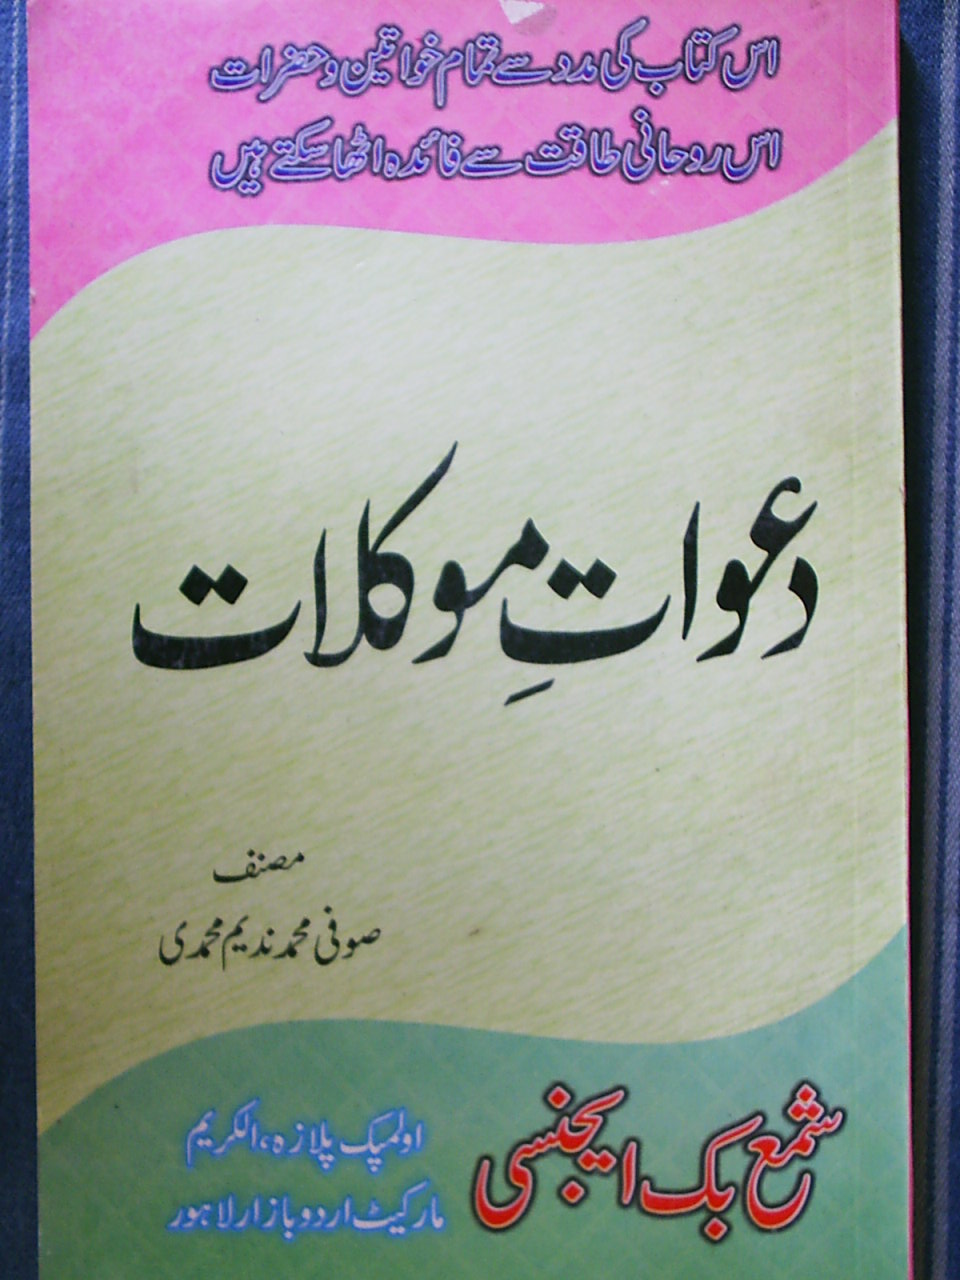 اس کتاب کی مدد سے تمام خواتین و حضرات
اس روحانی طاقت سے فائدہ اٹھا سکتے ہیں
دعواتِ موکلات
مصنف
صوفی محمد ندیم محمدی
شمع بک ایجنسی
اولمپک پلازہ، الکریم
مارکیٹ اردو بازار لاہور